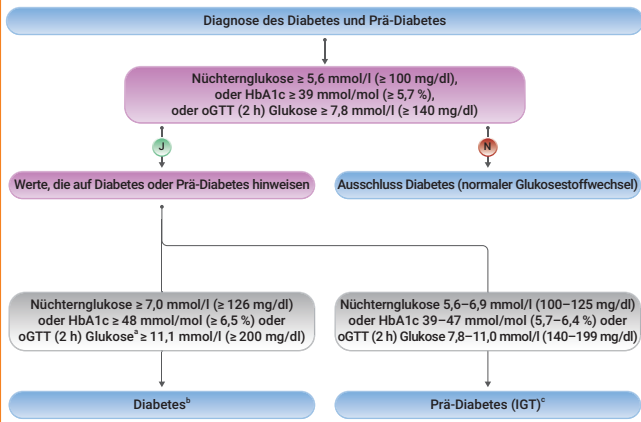 Diagnose des Diabetes und Prä-Diabetes
Nüchternglukose ≥ 5,6 mmol/l (≥ 100 mg/dl),
oder HbA1c ≥ 39 mmol/mol (≥ 5,7 %),
oder oGTT (2 h) Glukose ≥ 7,8 mmol/l (≥ 140 mg/dl)
J
N
Werte, die auf Diabetes oder Prä-Diabetes hinweisen
Ausschluss Diabetes (normaler Glukosestoffwechsel)
Nüchternglukose ≥ 7,0 mmol/l (≥ 126 mg/dl)
oder HbA1c ≥ 48 mmol/mol (≥ 6,5 %) oder
oGTT (2 h) Glukoseᵃ ≥ 11,1 mmol/l (≥ 200 mg/dl)
Nüchternglukose 5,6–6,9 mmol/l (100–125 mg/dl)
oder HbA1c 39–47 mmol/mol (5,7–6,4 %) oder
oGTT (2 h) Glukose 7,8–11,0 mmol/l (140–199 mg/dl)
Diabetesᵇ
Prä-Diabetes (IGT)ᶜ